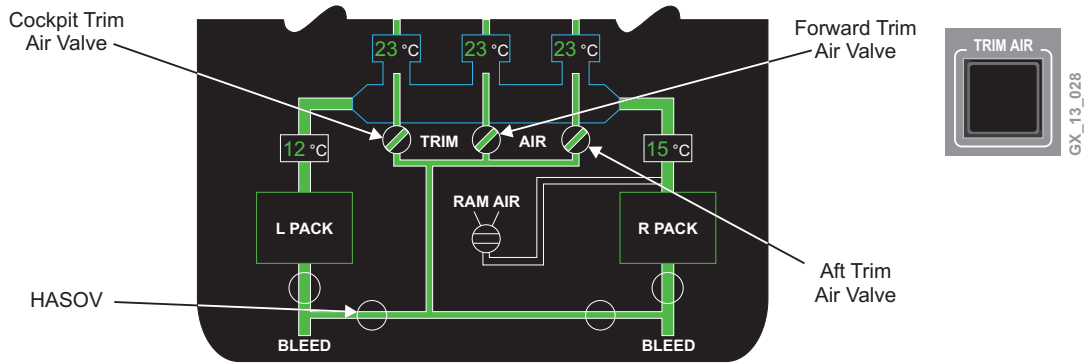 Cockpit Trim
Air Valve
23 °C
23 °C
23 °C
Forward Trim
Air Valve
TRIM AIR
GX_13_028
12 °C
TRIM
AIR
15 °C
RAM AIR
L PACK
R PACK
Aft Trim
Air Valve
HASOV
BLEED
BLEED